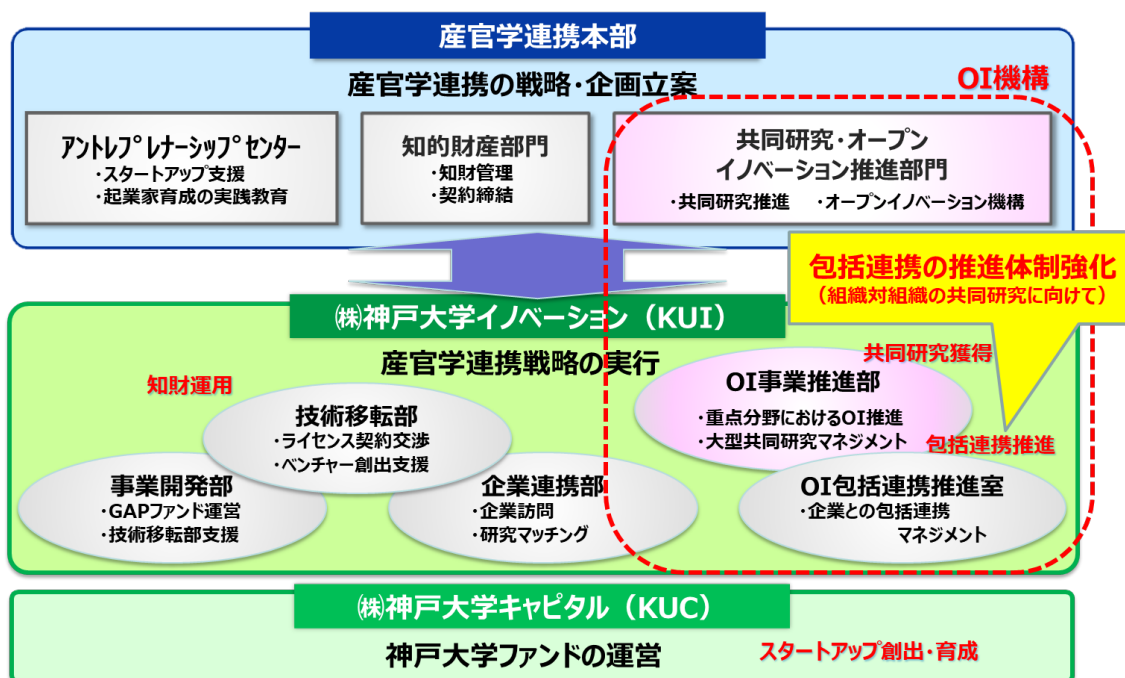 産官学連携本部
産官学連携の戦略・企画立案
OI機構
アントレプレナーシップセンター
・スタートアップ支援
・起業家育成の実践教育
知的財産部門
・知財管理
・契約締結
共同研究・オープン
イノベーション推進部門
・共同研究推進 ・オープンイノベーション機構
包括連携の推進体制強化
（組織対組織の共同研究に向けて）
㈱神戸大学イノベーション（KUI）
産官学連携戦略の実行
共同研究獲得
知財運用
OI事業推進部
・重点分野におけるOI推進
・大型共同研究マネジメント
技術移転部
・ライセンス契約交渉
・ベンチャー創出支援
包括連携推進
事業開発部
・GAPファンド運営
・技術移転部支援
企業連携部
・企業訪問
・研究マッチング
OI包括連携推進室
・企業との包括連携
マネジメント
㈱神戸大学キャピタル（KUC）
神戸大学ファンドの運営
スタートアップ創出・育成